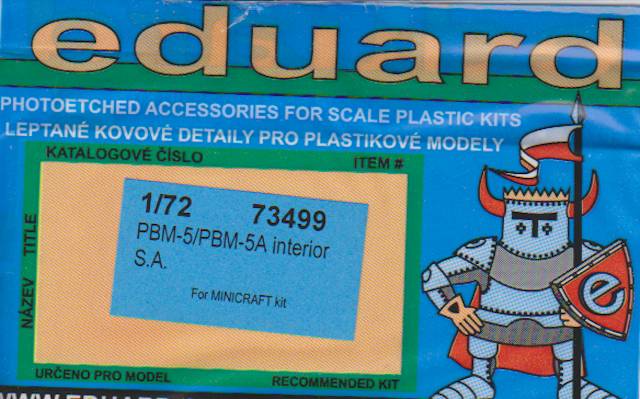 eduard
PHOTOETCHED ACCESSORIES FOR SCALE PLASTIC KITS
LEPTANÉ KOVOVÉ DETAILY PRO PLASTIKOVÉ MODELY
KATALOGOVÉ ČÍSLO ITEM #
NÁZEV TITLE
1/72 73499
PBM-5/PBM-5A interior
S.A.
For MINICRAFT kit
e
URČENO PRO MODEL RECOMMENDED KIT